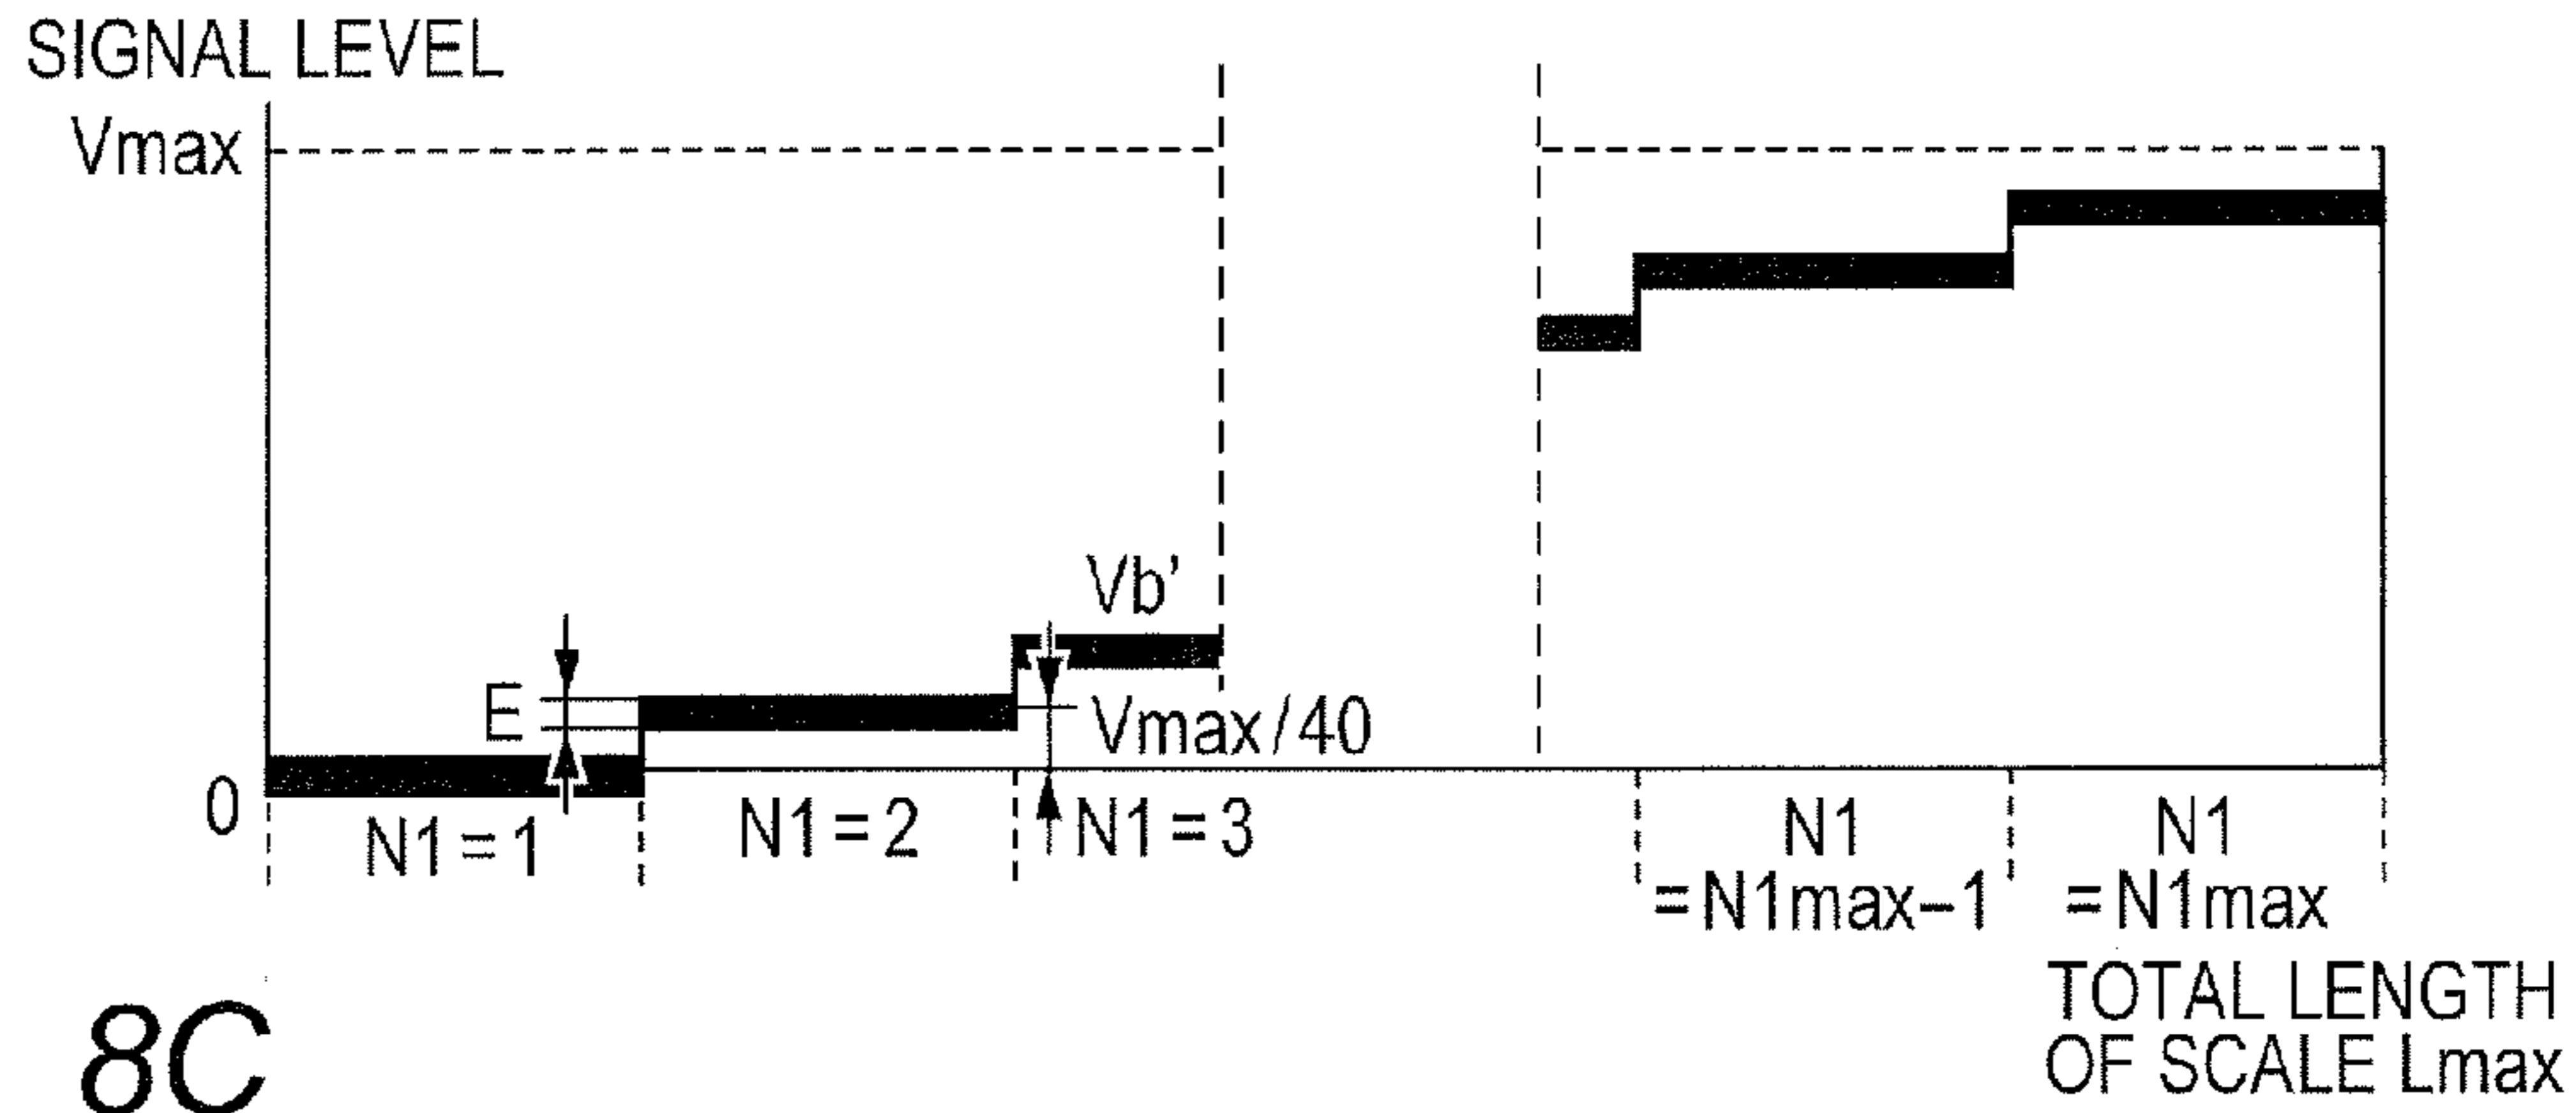 SIGNAL LEVEL
Vmax
Vb'
E
Vmax/40
0
N1=1
N1=2
N1=3
N1
=N1max-1
N1
=N1max
TOTAL LENGTH
OF SCALE Lmax
8C